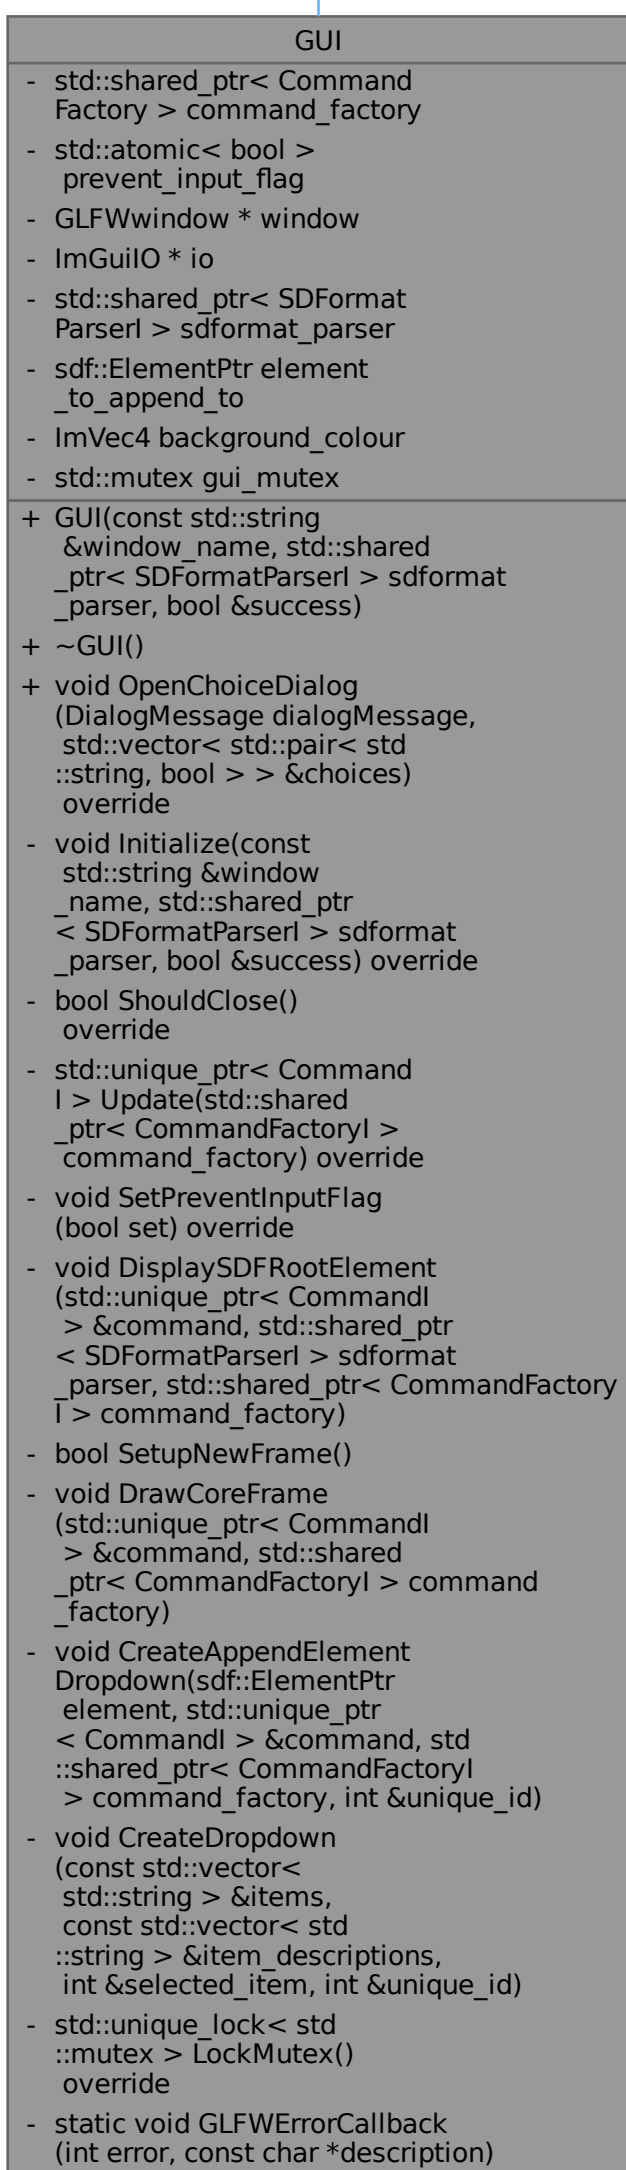 GUI
- std::shared_ptr< Command
Factory > command_factory
- std::atomic< bool >
prevent_input_flag
- GLFWwindow * window
- ImGuiIO * io
- std::shared_ptr< SDFormat
ParserI > sdformat_parser
- sdf::ElementPtr element
_to_append_to
- ImVec4 background_colour
- std::mutex gui_mutex
+ GUI(const std::string
&window_name, std::shared
_ptr< SDFormatParserI > sdformat
_parser, bool &success)
+ ~GUI()
+ void OpenChoiceDialog
(DialogMessage dialogMessage,
std::vector< std::pair< std
::string, bool > > &choices)
override
- void Initialize(const
std::string &window
_name, std::shared_ptr
< SDFormatParserI > sdformat
_parser, bool &success) override
- bool ShouldClose()
override
- std::unique_ptr< Command
I > Update(std::shared
_ptr< CommandFactoryI >
command_factory) override
- void SetPreventInputFlag
(bool set) override
- void DisplaySDFRootElement
(std::unique_ptr< CommandI
> &command, std::shared_ptr
< SDFormatParserI > sdformat
_parser, std::shared_ptr< CommandFactory
I > command_factory)
- bool SetupNewFrame()
- void DrawCoreFrame
(std::unique_ptr< CommandI
> &command, std::shared
_ptr< CommandFactoryI > command
_factory)
- void CreateAppendElement
Dropdown(sdf::ElementPtr
element, std::unique_ptr
< CommandI > &command, std
::shared_ptr< CommandFactoryI
> command_factory, int &unique_id)
- void CreateDropdown
(const std::vector<
std::string > &items,
const std::vector< std
::string > &item_descriptions,
int &selected_item, int &unique_id)
- std::unique_lock< std
::mutex > LockMutex()
override
- static void GLFWErrorCallback
(int error, const char *description)